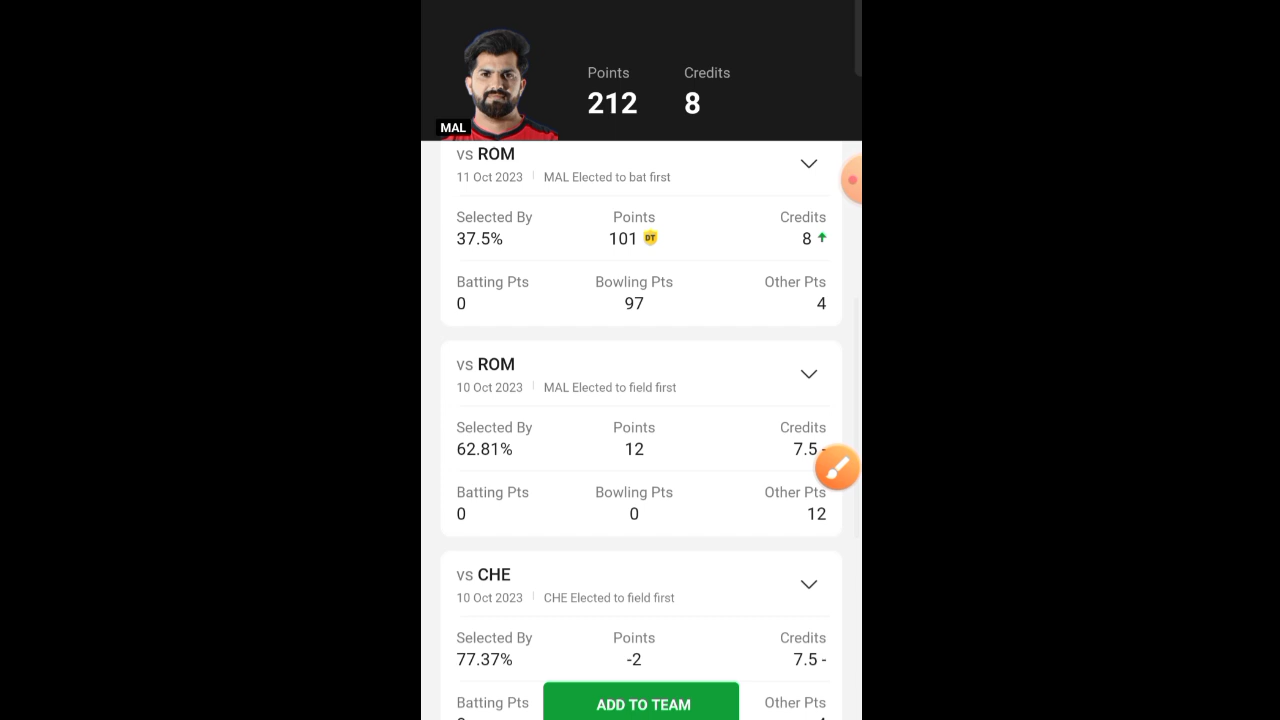 Points Credits
212 8
MAL
vs ROM
11 Oct 2023 MAL Elected to bat first
Selected By Points Credits
37.5% 101 DT 8
Batting Pts Bowling Pts Other Pts
0 97 4
vs ROM
10 Oct 2023 MAL Elected to field first
Selected By Points Credits
62.81% 12 7.5 -
Batting Pts Bowling Pts Other Pts
0 0 12
vs CHE
10 Oct 2023 CHE Elected to field first
Selected By Points Credits
77.37% -2 7.5 -
Batting Pts ADD TO TEAM Other Pts